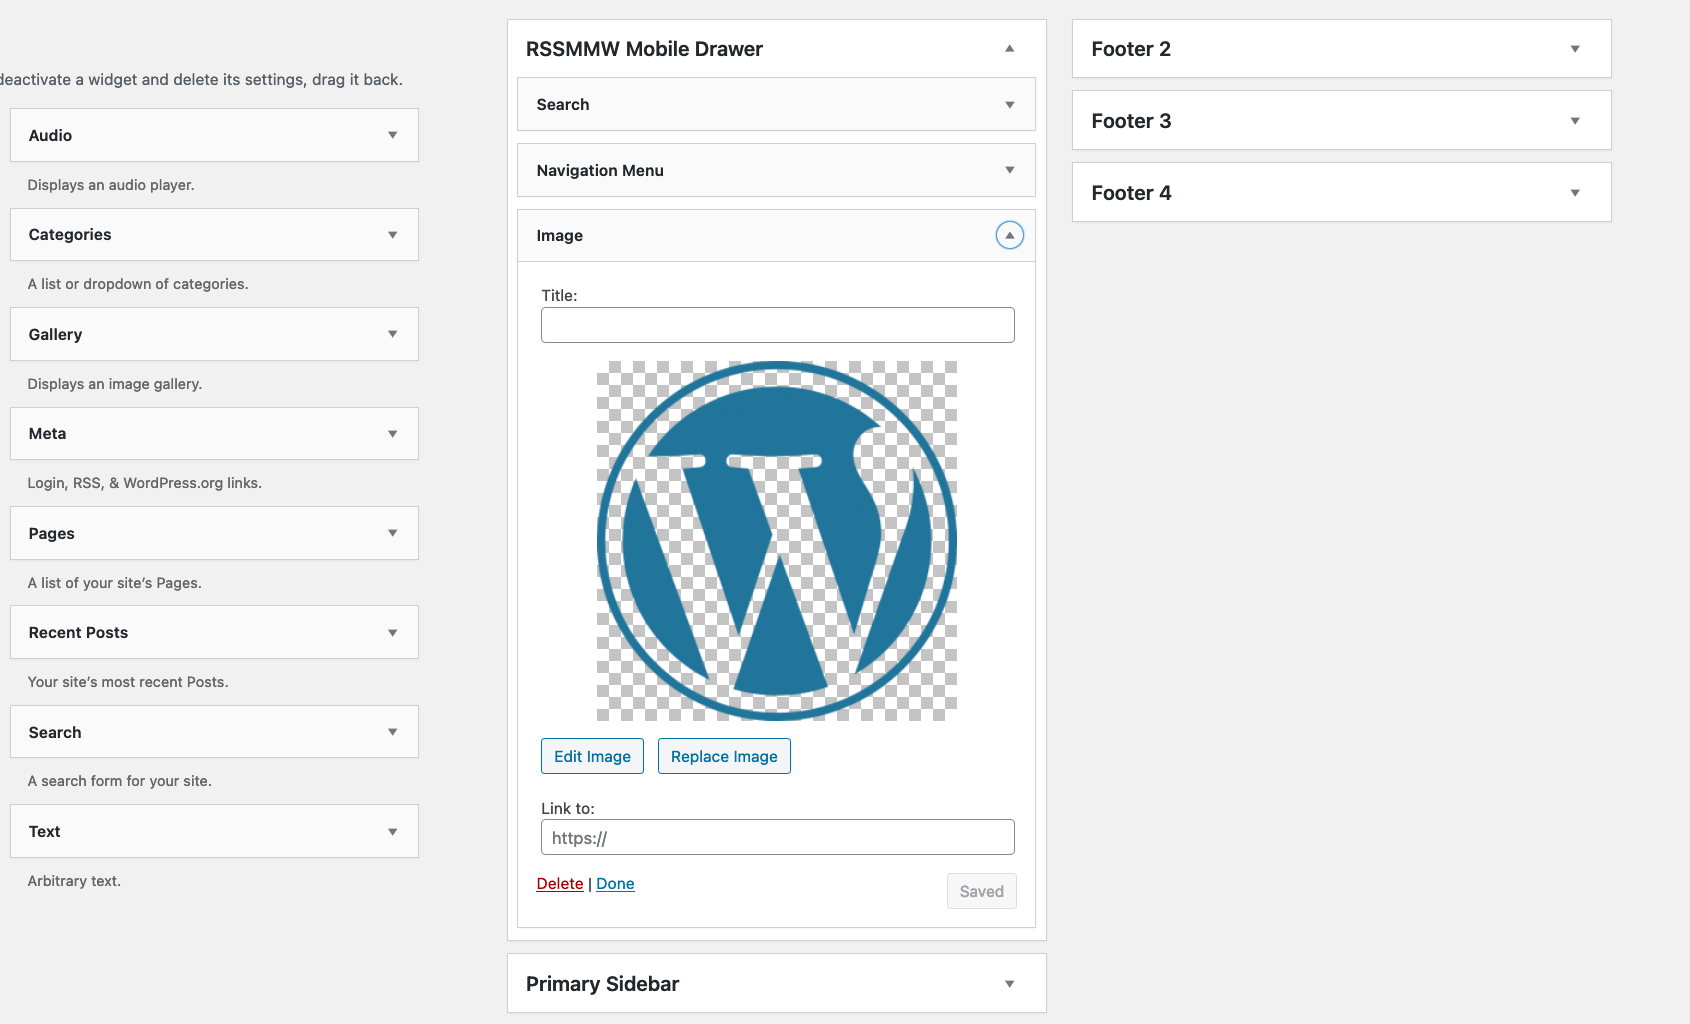 deactivate a widget and delete its settings, drag it back.
Audio
Displays an audio player.
Categories
A list or dropdown of categories.
Gallery
Displays an image gallery.
Meta
Login, RSS, & WordPress.org links.
Pages
A list of your site’s Pages.
Recent Posts
Your site’s most recent Posts.
Search
A search form for your site.
Text
Arbitrary text.
RSSMMW Mobile Drawer
Search
Navigation Menu
Image
Title:
Edit Image
Replace Image
Link to:
https://
Delete | Done
Saved
Primary Sidebar
Footer 2
Footer 3
Footer 4